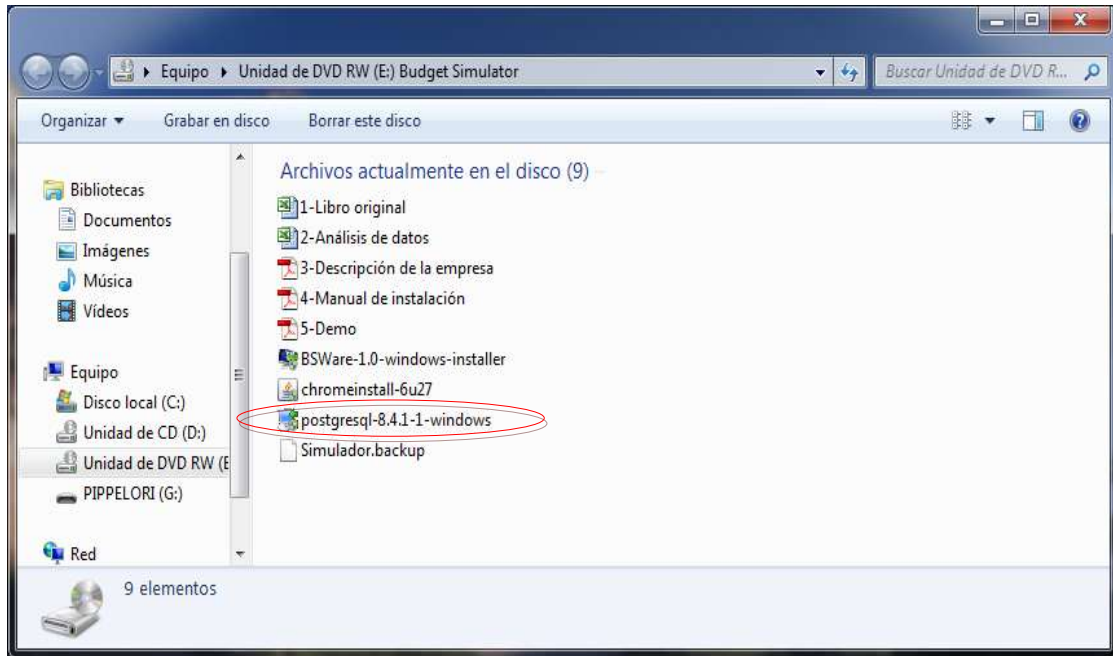 Equipo Unidad de DVD RW (E:) Budget Simulator
Buscar Unidad de DVD R...
Organizar Grabar en disco Borrar este disco
Bibliotecas
Documentos
Imágenes
Música
Vídeos
Equipo
Disco local (C:)
Unidad de CD (D:)
Unidad de DVD RW (E
PIPPELORI (G:)
Red
Archivos actualmente en el disco (9)
1-Libro original
2-Análisis de datos
3-Descripción de la empresa
4-Manual de instalación
5-Demo
BSWare-1.0-windows-installer
chromeinstall-6u27
postgresql-8.4.1-1-windows
Simulador.backup
9 elementos